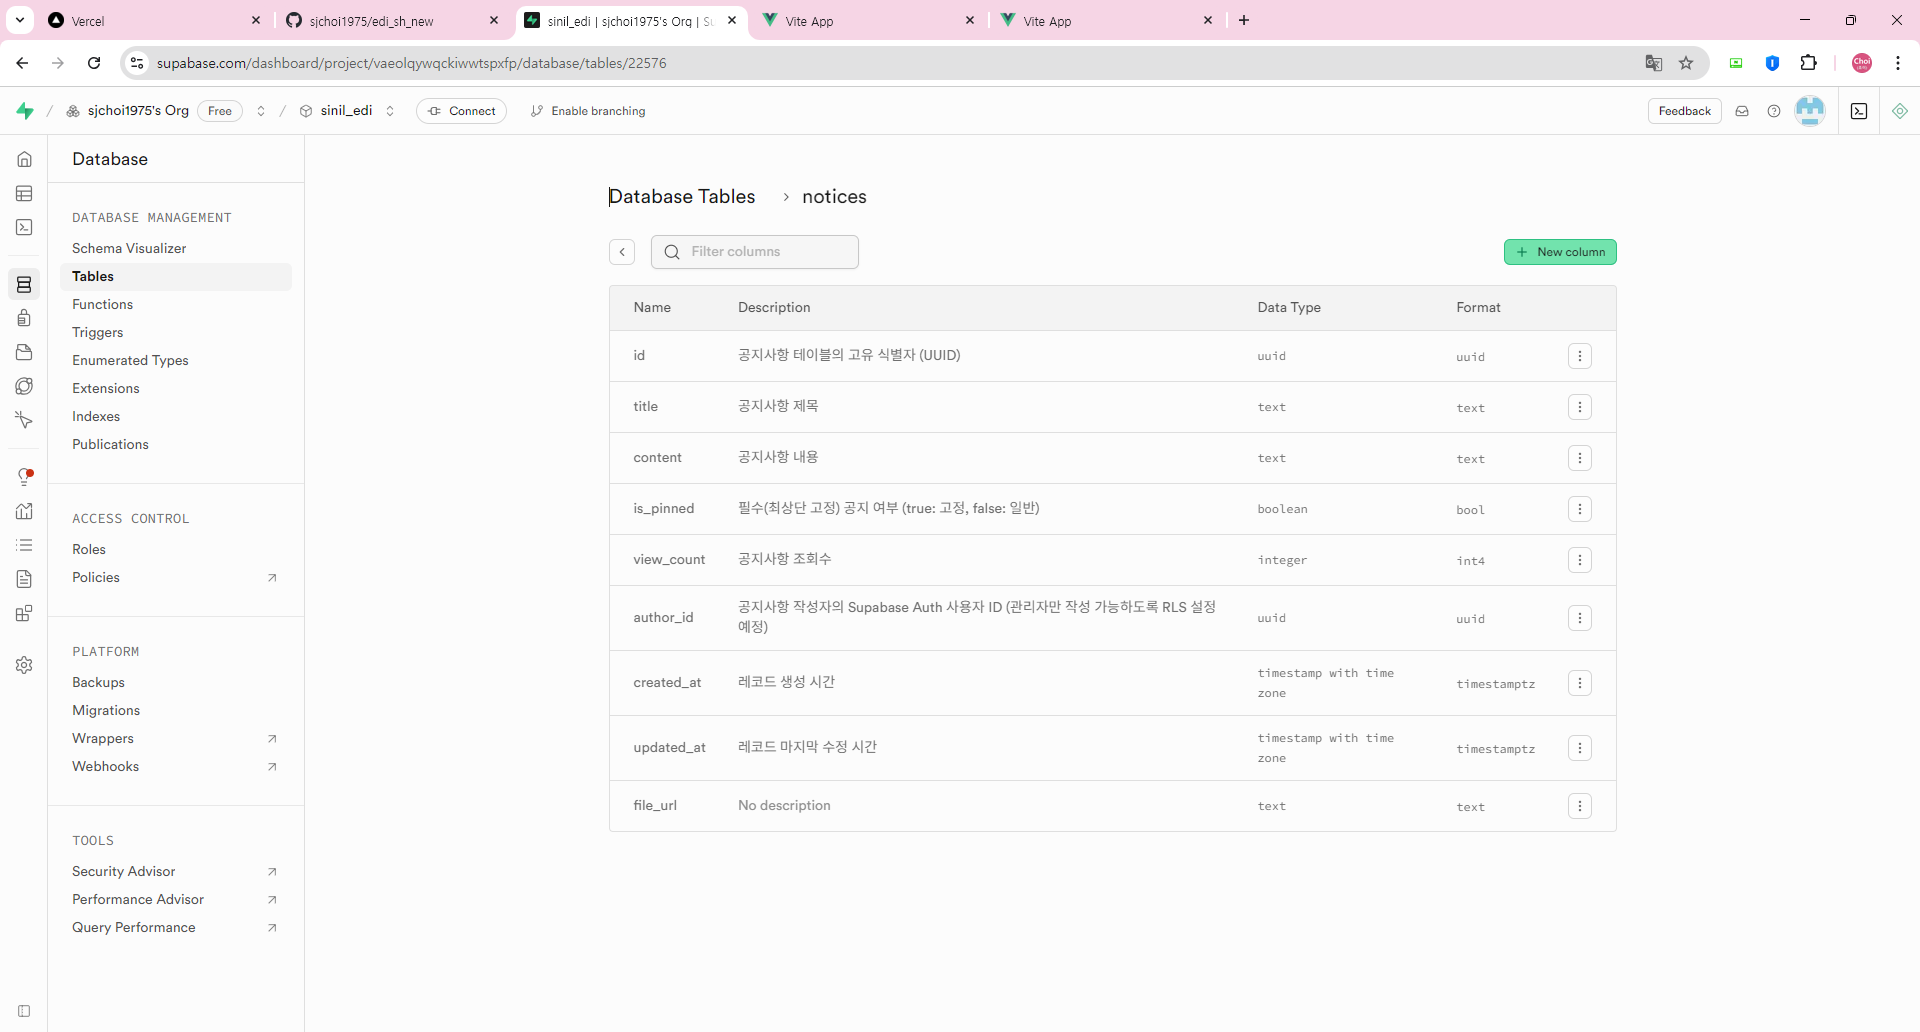 Vercel
sjchoi1975/edi_sh_new
sinil_edi | sjchoi1975's Org | Su
Vite App
Vite App
supabase.com/dashboard/project/vaeolqywqckiwwtspxfp/database/tables/22576
Choi
sjchoi1975's Org
Free
sinil_edi
Connect
Enable branching
Feedback
Database
Database Tables
notices
DATABASE MANAGEMENT
Schema Visualizer
Tables
Functions
Triggers
Enumerated Types
Extensions
Indexes
Publications
ACCESS CONTROL
Roles
Policies
PLATFORM
Backups
Migrations
Wrappers
Webhooks
TOOLS
Security Advisor
Performance Advisor
Query Performance
Filter columns
New column
Name Description Data Type Format
id 공지사항 테이블의 고유 식별자 (UUID) uuid uuid
title 공지사항 제목 text text
content 공지사항 내용 text text
is_pinned 필수(최상단 고정) 공지 여부 (true: 고정, false: 일반) boolean bool
view_count 공지사항 조회수 integer int4
author_id 공지사항 작성자의 Supabase Auth 사용자 ID (관리자만 작성 가능하도록 RLS 설정
예정) uuid uuid
created_at 레코드 생성 시간 timestamp with time
zone timestamptz
updated_at 레코드 마지막 수정 시간 timestamp with time
zone timestamptz
file_url No description text text